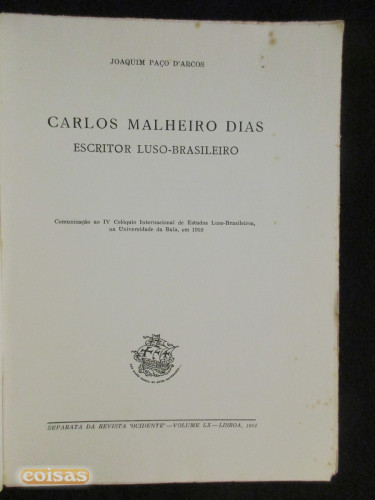 JOAQUIM PAÇO D'ARCOS
CARLOS MALHEIRO DIAS
ESCRITOR LUSO-BRASILEIRO
Comunicação ao IV Colóquio Internacional de Estudos Luso-Brasileiros,
na Universidade da Baía, em 1959
SEPARATA DA REVISTA "OCIDENTE" — VOLUME LX — LISBOA,
coisas